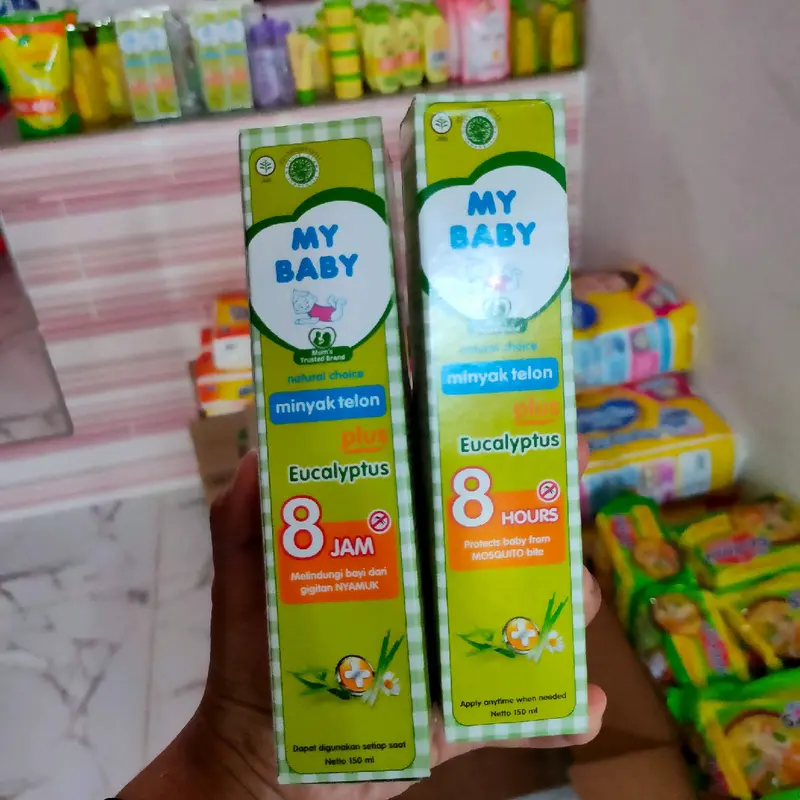 MY
BABY
Mum's
Trusted Brand
natural choice
minyak telon
plus
Eucalyptus
8 JAM
Melindungi bayi dari
gigitan NYAMUK
Dapat digunakan setiap saat
Netto 150 ml
MY
BABY
natural choice
minyak telon
plus
Eucalyptus
8 HOURS
Protects baby from
MOSQUITO bite
Apply anytime when needed
Netto 150 ml